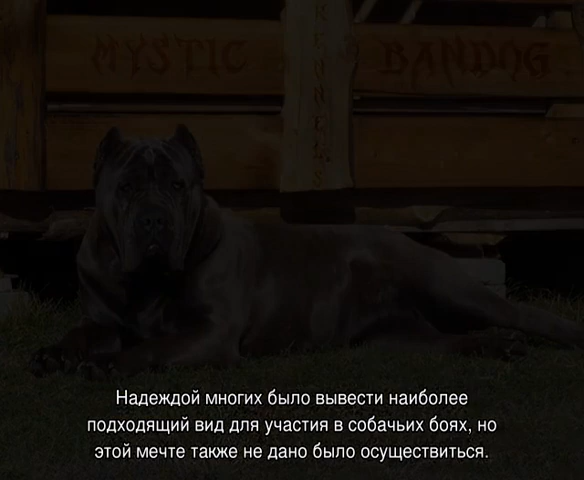 MYSTIC
KENNELS
BANDOG
Надеждой многих было вывести наиболее
подходящий вид для участия в собачьих боях, но
этой мечте также не дано было осуществиться.